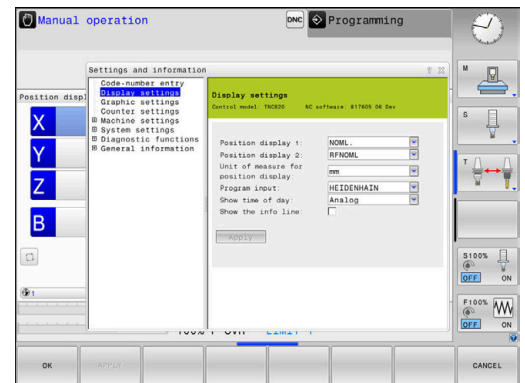 Manual operation
DNC
Programming
Settings and information
Position displ
Code-number entry
Display settings
Graphic settings
Counter settings
Machine settings
System settings
Diagnostic functions
General information
Display settings
Control model: TNC620 NC software: 817605 08 Dev
Position display 1: NOML.
Position display 2: RFNOML
Unit of measure for
position display: mm
Program input: HEIDENHAIN
Show time of day: Analog
Show the info line:
Apply
X
Y
Z
B
1
M
S
T
S100%
OFF ON
F100%
OFF ON
OK
APPLY
CANCEL